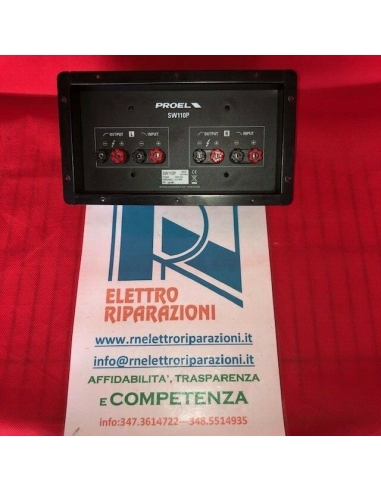 PROEL
SW110P
OUTPUT L INPUT
OUTPUT R INPUT
SW110P
ELETTRO
RIPARAZIONI
www.rnelettroriparazioni.it
info@rnelettroriparazioni.it
AFFIDABILITA', TRASPARENZA
E COMPETENZA
info:347.3614722—348.5514935